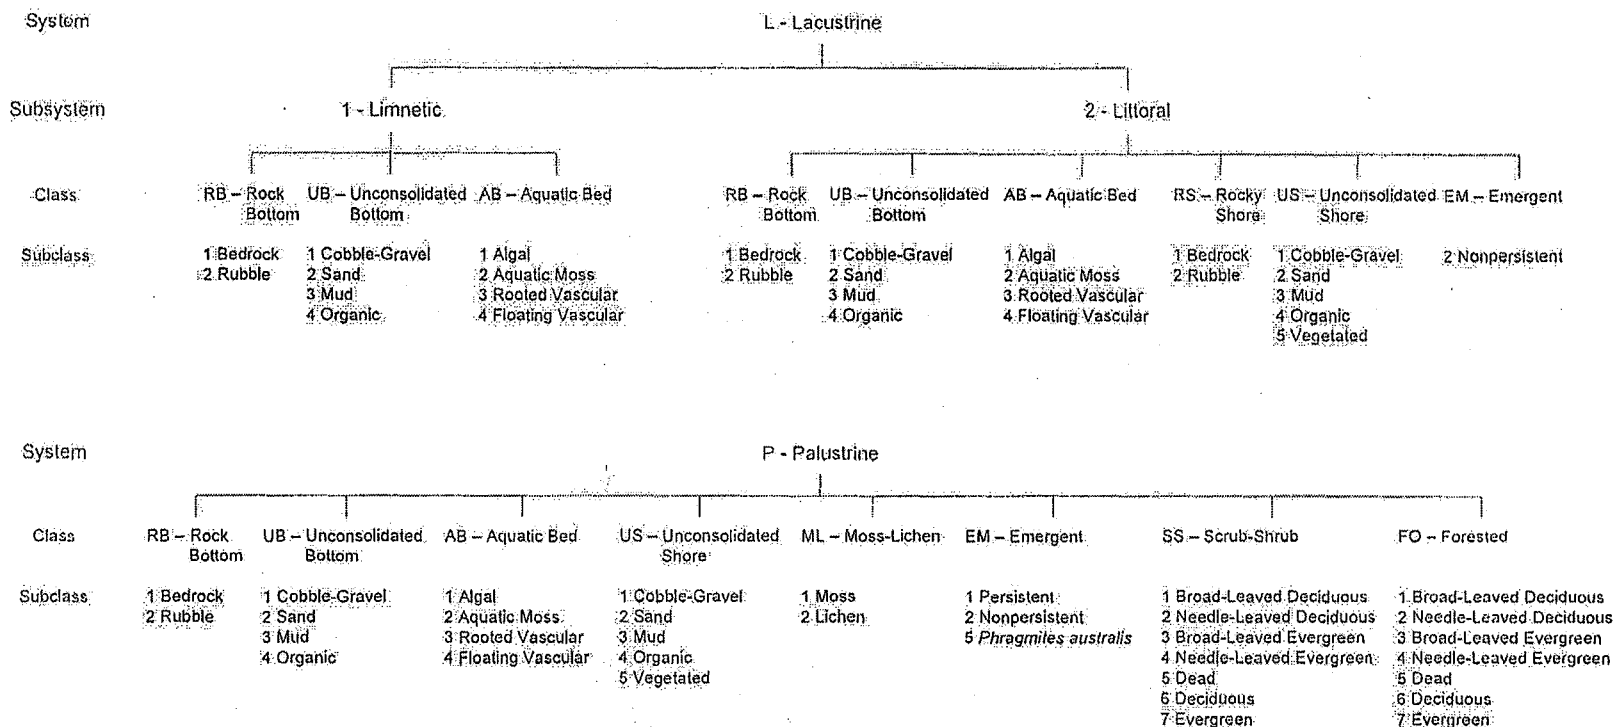 System L - Lacustrine
Subsystem 1 - Limnetic 2 - Littoral
Class RB – Rock Bottom UB – Unconsolidated Bottom AB – Aquatic Bed RB – Rock Bottom UB – Unconsolidated Bottom AB – Aquatic Bed RS – Rocky Shore US – Unconsolidated Shore EM – Emergent
Subclass 1 Bedrock 1 Cobble-Gravel 1 Algal 1 Bedrock 1 Cobble-Gravel 1 Algal 1 Bedrock 1 Cobble-Gravel 2 Nonpersistent
2 Rubble 2 Sand 2 Aquatic Moss 2 Rubble 2 Sand 2 Aquatic Moss 2 Rubble 2 Sand
3 Mud 3 Rooted Vascular 3 Mud 3 Rooted Vascular 3 Mud
4 Organic 4 Floating Vascular 4 Organic 4 Floating Vascular 4 Organic
5 Vegetated
System P - Palustrine
Class RB – Rock Bottom UB – Unconsolidated Bottom AB – Aquatic Bed US – Unconsolidated Shore ML – Moss-Lichen EM – Emergent SS – Scrub-Shrub FO – Forested
Subclass 1 Bedrock 1 Cobble-Gravel 1 Algal 1 Cobble-Gravel 1 Moss 1 Persistent 1 Broad-Leaved Deciduous 1 Broad-Leaved Deciduous
2 Rubble 2 Sand 2 Aquatic Moss 2 Sand 2 Lichen 2 Nonpersistent 2 Needle-Leaved Deciduous 2 Needle-Leaved Deciduous
3 Mud 3 Rooted Vascular 3 Mud 5 Phragmites australis 3 Broad-Leaved Evergreen 3 Broad-Leaved Evergreen
4 Organic 4 Floating Vascular 4 Organic 4 Needle-Leaved Evergreen 4 Needle-Leaved Evergreen
5 Vegetated 5 Dead 5 Dead
6 Deciduous 6 Deciduous
7 Evergreen 7 Evergreen